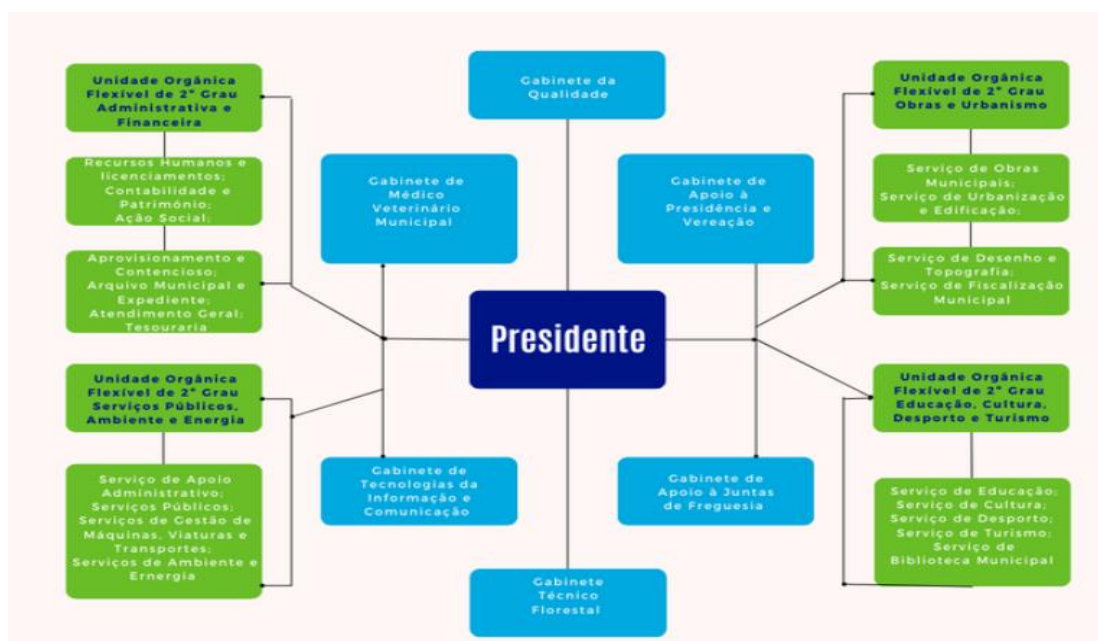 Unidade Orgânica
Flexível de 2º Grau
Administrativa e
Financeira
Recursos Humanos e
licenciamentos;
Contabilidade e
Património;
Ação Social;
Aprovisionamento e
Contencioso;
Arquivo Municipal e
Expediente;
Atendimento Geral;
Tesouraria
Unidade Orgânica
Flexível de 2º Grau
Serviços Públicos,
Ambiente e Energia
Serviço de Apoio
Administrativo;
Serviços Públicos;
Serviços de Gestão de
Máquinas, Viaturas e
Transportes;
Serviços de Ambiente e
Ernergia
Gabinete de
Médico
Veterinário
Municipal
Gabinete de
Tecnologias da
Informação e
Comunicação
Gabinete da
Qualidade
Presidente
Gabinete
Técnico
Florestal
Gabinete de
Apoio à
Presidência e
Vereação
Gabinete de
Apoio à Juntas
de Freguesia
Unidade Orgânica
Flexível de 2º Grau
Obras e Urbanismo
Serviço de Obras
Municipais;
Serviço de Urbanização
e Edificação;
Serviço de Desenho e
Topografia;
Serviço de Fiscalização
Municipal
Unidade Orgânica
Flexível de 2º Grau
Educação, Cultura,
Desporto e Turismo
Serviço de Educação;
Serviço de Cultura;
Serviço de Desporto;
Serviço de Turismo;
Serviço de
Biblioteca Municipal